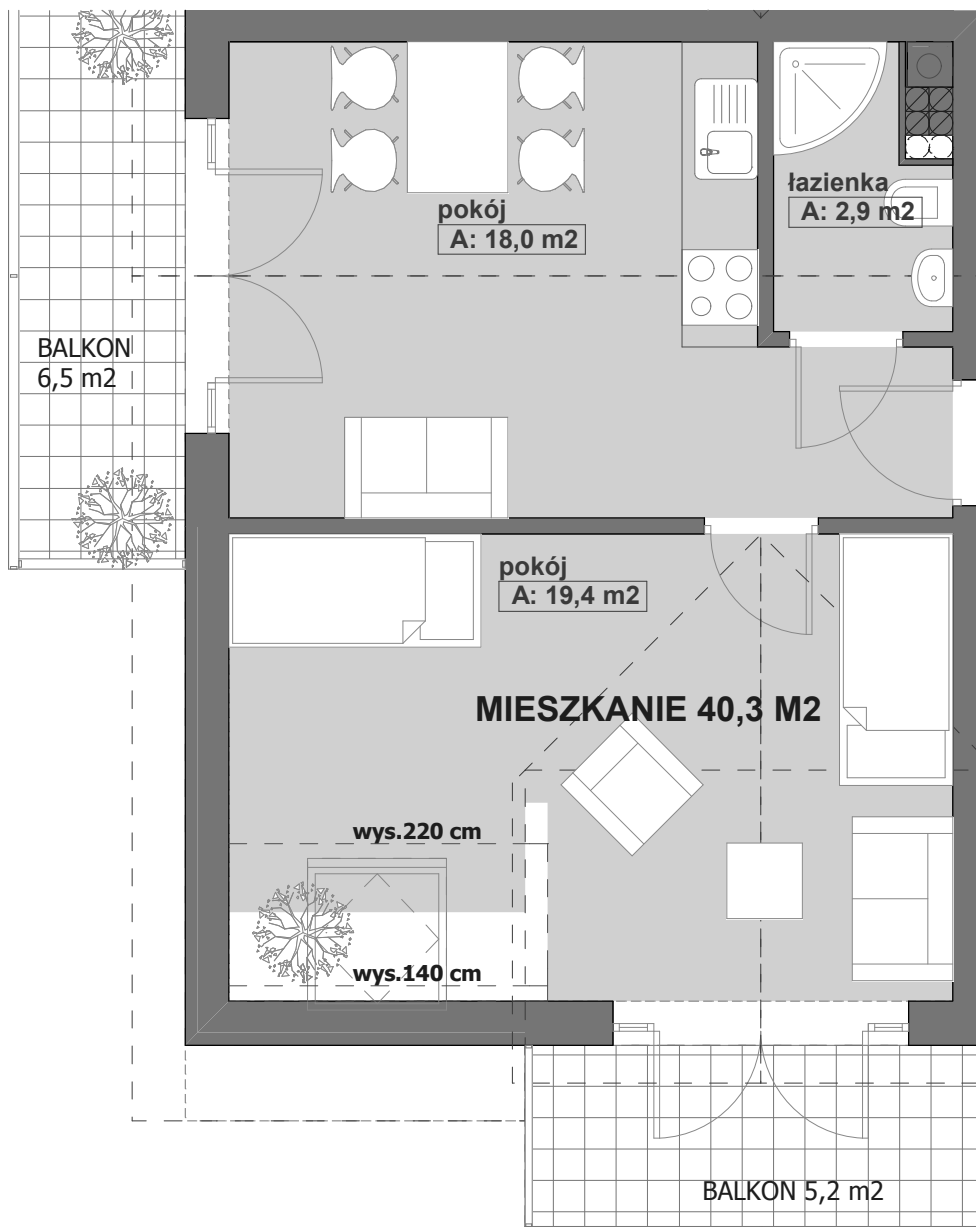 łazienka
A: 2,9 m2
pokój
A: 18,0 m2
BALKON
6,5 m2
pokój
A: 19,4 m2
MIESZKANIE 40,3 M2
wys.220 cm
wys.140 cm
BALKON 5,2 m2